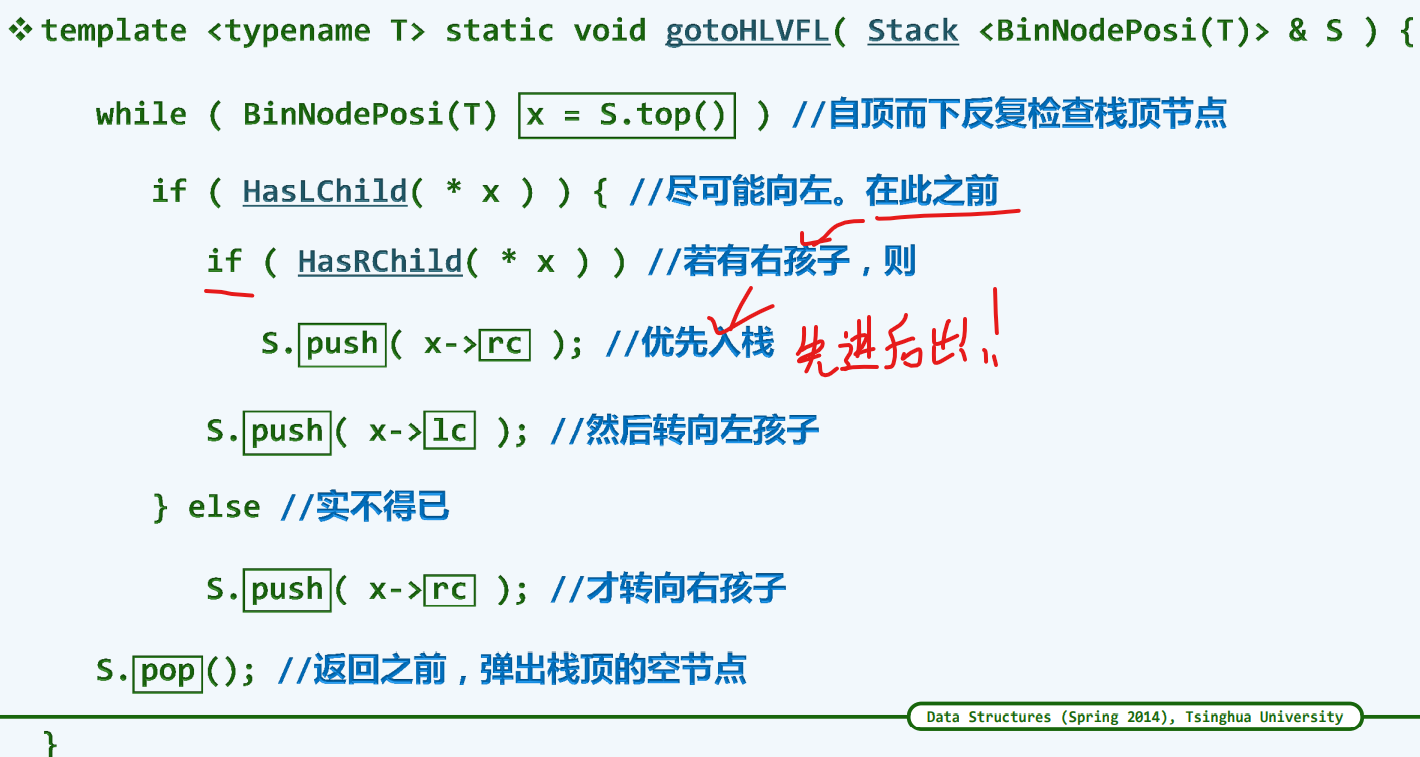 ❖ template <typename T> static void gotoHLVFL( Stack <BinNodePosi(T)> & S ) {
while ( BinNodePosi(T) x = S.top() ) //自顶而下反复检查栈顶节点
if ( HasLChild( * x ) ) { //尽可能向左。在此之前
if ( HasRChild( * x ) ) //若有右孩子，则
S.push( x->rc ); //优先入栈 先进后出!
S.push( x->lc ); //然后转向左孩子
} else //实不得已
S.push( x->rc ); //才转向右孩子
S.pop(); //返回之前，弹出栈顶的空节点
Data Structures (Spring 2014), Tsinghua University
}